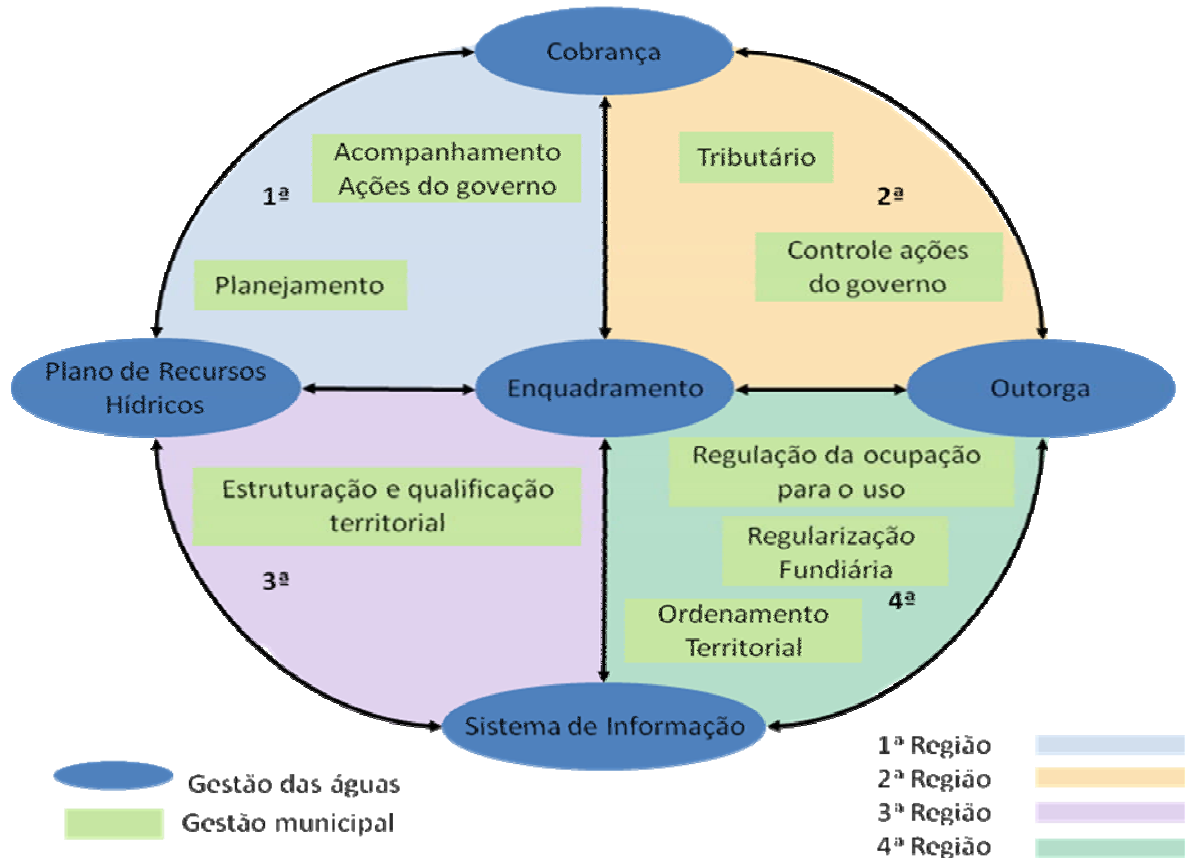 Cobrança
Acompanhamento
Ações do governo
1ª
Planejamento
Tributário
2ª
Controle ações
do governo
Plano de Recursos
Hídricos
Enquadramento
Outorga
Estruturação e qualificação
territorial
3ª
Regulação da ocupação
para o uso
Regularização
Fundiária
4ª
Ordenamento
Territorial
Sistema de Informação
Gestão das águas
Gestão municipal
1ª Região
2ª Região
3ª Região
4ª Região